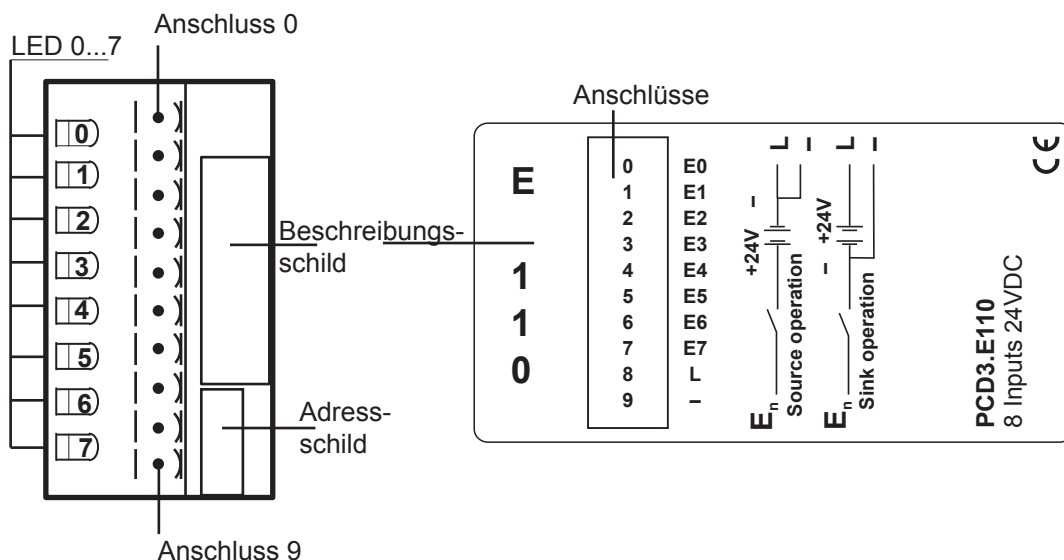 Anschluss 0
LED 0...7
0
1
2
3
4
5
6
7
Beschreibungs-
schild
Adress-
schild
Anschluss 9
Anschlüsse
E
1
1
0
0 E0
1 E1
2 E2
3 E3
4 E4
5 E5
6 E6
7 E7
8 L
9 –
En
+24V –
L –
Source operation
En
– +24V
L –
Sink operation
PCD3.E110
8 Inputs 24VDC
CE